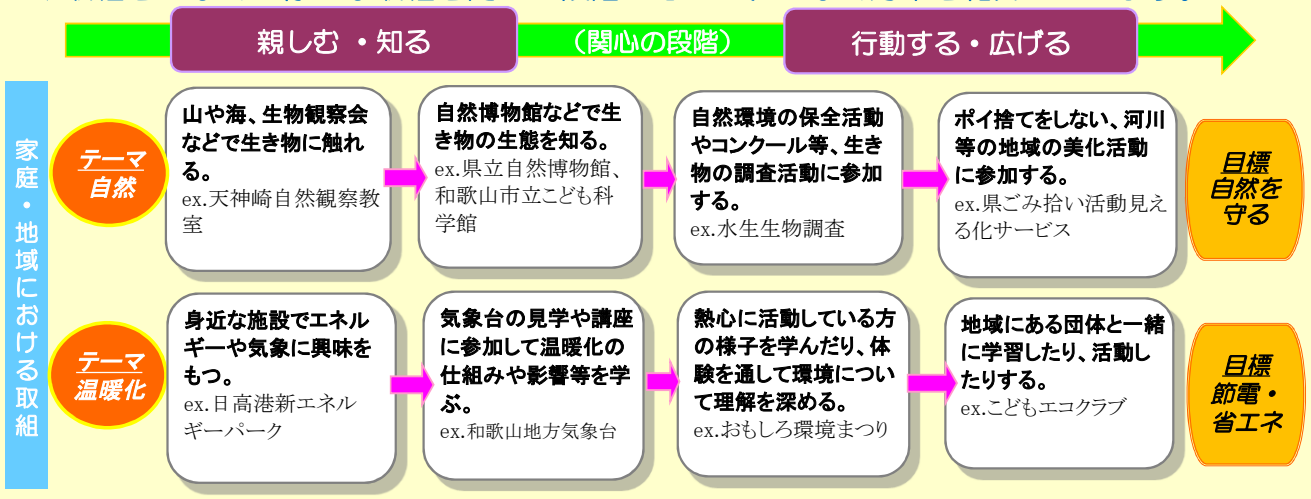 親しむ ・知る
（関心の段階）
行動する・広げる
家庭・地域における取組
テーマ
自然
山や海、生物観察会
などで生き物に触れ
る。
ex.天神崎自然観察教
室
自然博物館などで生
き物の生態を知る。
ex.県立自然博物館、
和歌山市立こども科
学館
自然環境の保全活動
やコンクール等、生き
物の調査活動に参加
する。
ex.水生生物調査
ポイ捨てをしない、河川
等の地域の美化活動
に参加する。
ex.県ごみ拾い活動見え
る化サービス
目標
自然を
守る
テーマ
温暖化
身近な施設でエネル
ギーや気象に興味を
もつ。
ex.日高港新エネル
ギーパーク
気象台の見学や講座
に参加して温暖化の
仕組みや影響等を学
ぶ。
ex.和歌山地方気象台
熱心に活動している方
の様子を学んだり、体
験を通して環境につい
て理解を深める。
ex.おもしろ環境まつり
地域にある団体と一緒
に学習したり、活動し
たりする。
ex.こどもエコクラブ
目標
節電・
省エネ